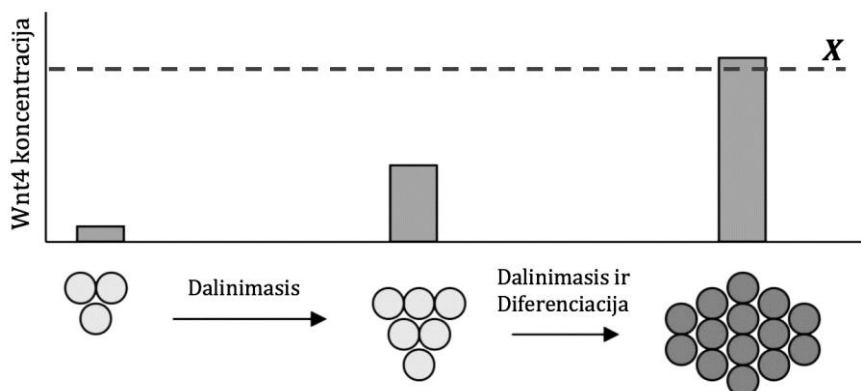 Wnt4 koncentracija
X
Dalinimasis
Dalinimasis ir
Diferenciacija